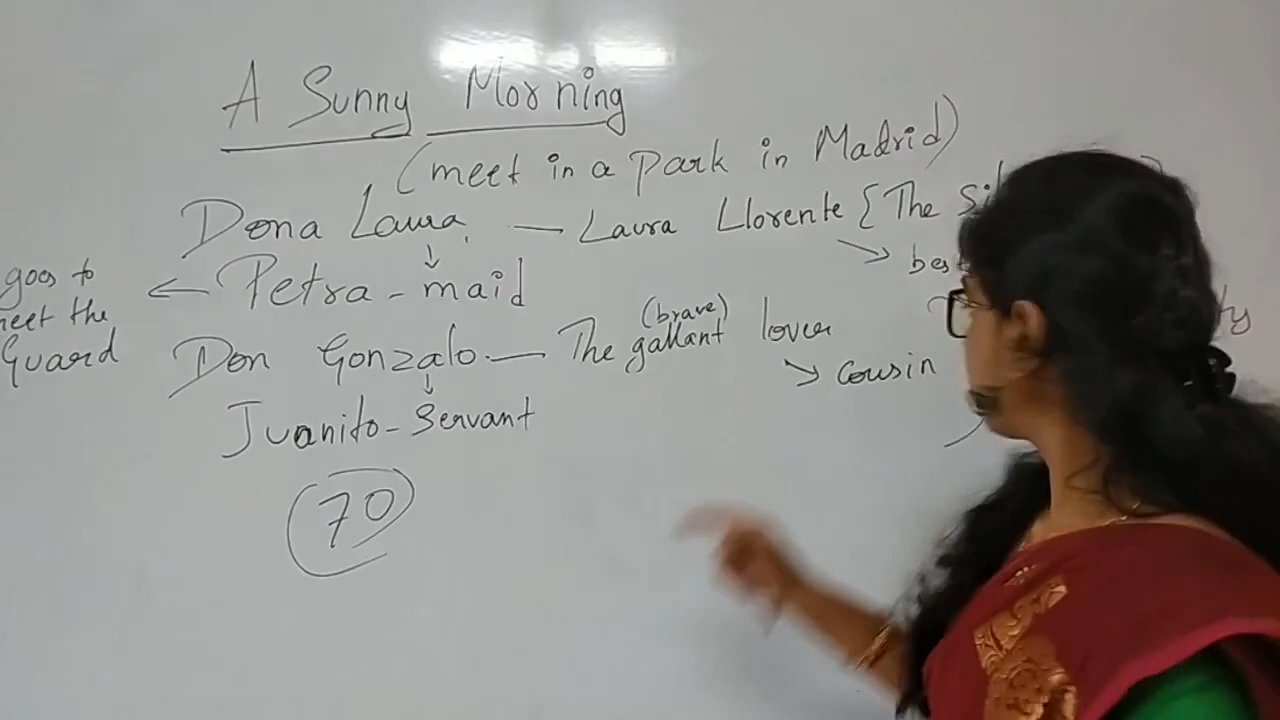 A Sunny Morning
(meet in a park in Madrid)
Dona Laura — Laura Llorente {The
↓ → bes
goes to meet the Guard ← Petra - maid
Don Gonzalo — The gallant (brave) lover
↓ → cousin
Juanito - Servant
70